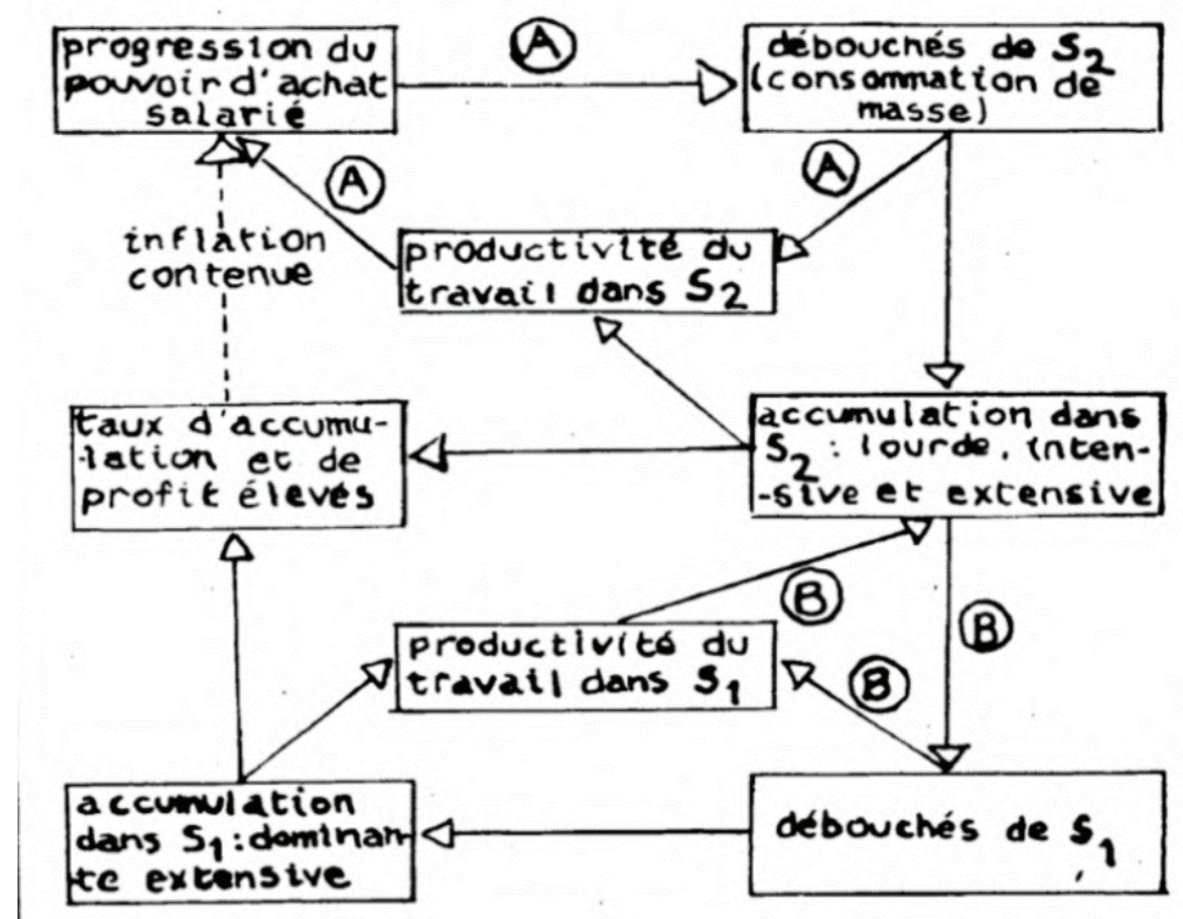 progression du
pouvoir d'achat
salarié
A
débouchés de S2
(consommation de
masse)
A
A
inflation
contenue
productivité du
travail dans S2
taux d'accumu-
-lation et de
profit élevés
accumulation dans
S2 : lourde, inten-
-sive et extensive
B
B
productivité du
travail dans S1
B
accumulation
dans S1 : dominan-
te extensive
débouchés de S1